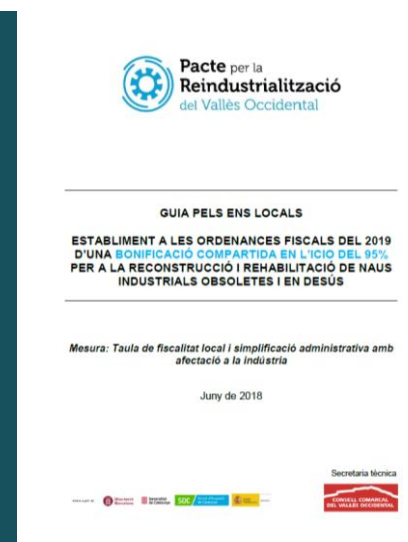 Pacte per la
Reindustrialització
del Vallès Occidental
GUIA PELS ENS LOCALS
ESTABLIMENT A LES ORDENANCES FISCALS DEL 2019
D'UNA BONIFICACIÓ COMPARTIDA EN L'ICIO DEL 95%
PER A LA RECONSTRUCCIÓ I REHABILITACIÓ DE NAUS
INDUSTRIALS OBSOLETES I EN DESÚS
Mesura: Taula de fiscalitat local i simplificació administrativa amb
afectació a la indústria
Juny de 2018
Secretaria tècnica
SOC
CONSELL COMARCAL
DEL VALLÈS OCCIDENTAL